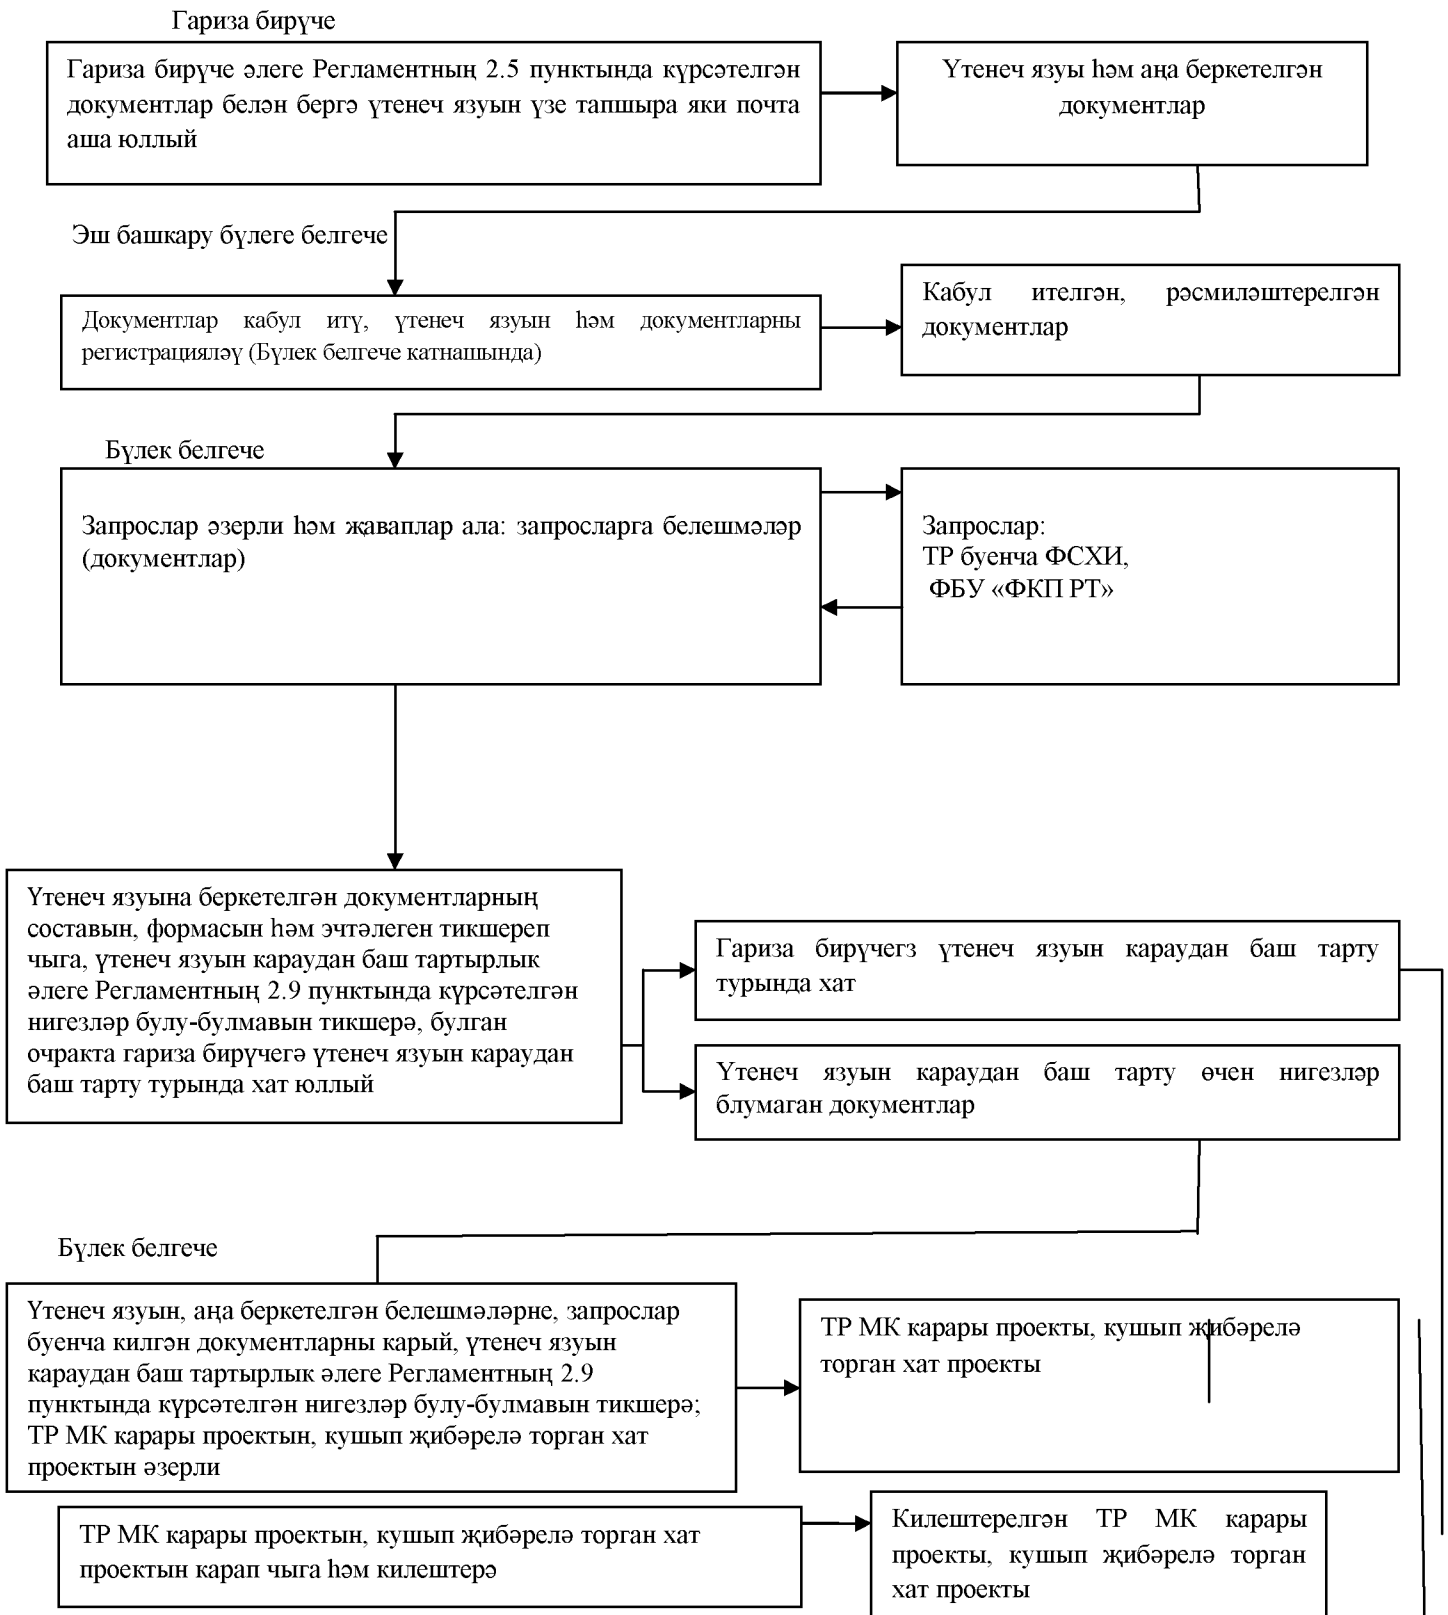 Гариза бирүче
Гариза бирүче әлеге Регламентның 2.5 пунктында күрсәтелгән
документлар белән бергә үтенеч язуын үзе тапшыра яки почта
аша юллый
Үтенеч язуы һәм аңа беркетелгән
документлар
Эш башкару бүлеге белгече
Документлар кабул итү, үтенеч язуын һәм документларны
регистрацияләү (Бүлек белгече катнашында)
Кабул ителгән, рәсмиләштерелгән
документлар
Бүлек белгече
Запрослар әзерли һәм җаваплар ала: запросларга белешмәләр
(документлар)
Запрослар:
ТР буенча ФСХИ,
ФБУ «ФКП РТ»
Үтенеч язуына беркетелгән документларның
составын, формасын һәм эчтәлеген тикшереп
чыга, үтенеч язуын караудан баш тартырлык
әлеге Регламентның 2.9 пунктында күрсәтелгән
нигезләр булу-булмавын тикшерә, булган
очракта гариза бирүчегә үтенеч язуын караудан
баш тарту турында хат юллый
Гариза бирүчегз үтенеч язуын караудан баш тарту
турында хат
Үтенеч язуын караудан баш тарту өчен нигезләр
блумаган документлар
Бүлек белгече
Үтенеч язуын, аңа беркетелгән белешмәләрне, запрослар
буенча килгән документларны карый, үтенеч язуын
караудан баш тартырлык әлеге Регламентның 2.9
пунктында күрсәтелгән нигезләр булу-булмавын тикшерә;
ТР МК карары проектын, кушып җибәрелә торган хат
проектын әзерли
ТР МК карары проекты, кушып җибәрелә
торган хат проекты
ТР МК карары проектын, кушып җибәрелә торган хат
проектын карап чыга һәм килештерә
Килештерелгән ТР МК карары
проекты, кушып җибәрелә торган
хат проекты